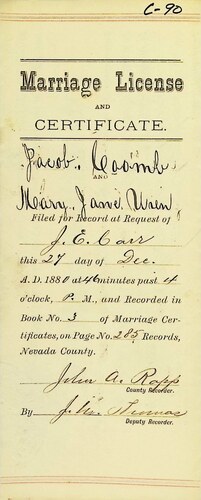 C-90
Marriage License
AND
CERTIFICATE.
Jacob Coomb
AND
Mary Jane Uren
Filed for Record at Request of
J. E. Carr
this 27 day of Dec.
A. D. 1880 at 46 minutes past 4
o'clock, P. M., and Recorded in
Book No. 3 of Marriage Cer-
tificates, on Page No. 285 Records,
Nevada County.
John A. Rapp
County Recorder.
By
Deputy Recorder.